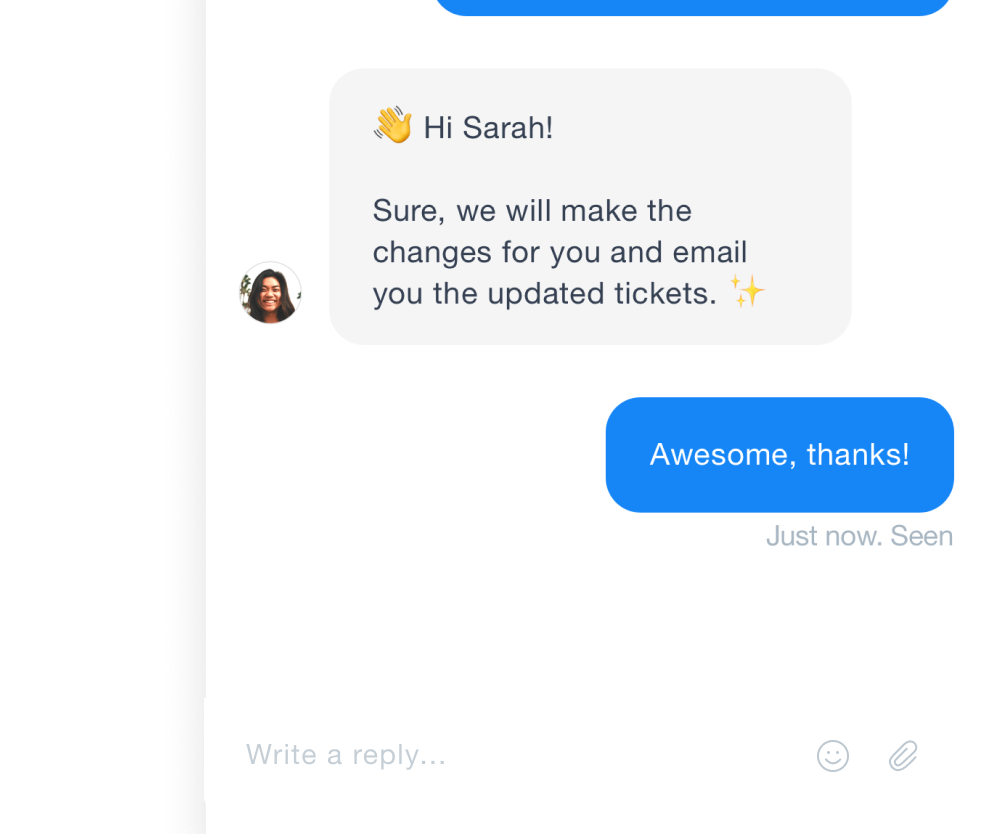 👋 Hi Sarah!
Sure, we will make the
changes for you and email
you the updated tickets. ✨
Awesome, thanks!
Just now. Seen
Write a reply...